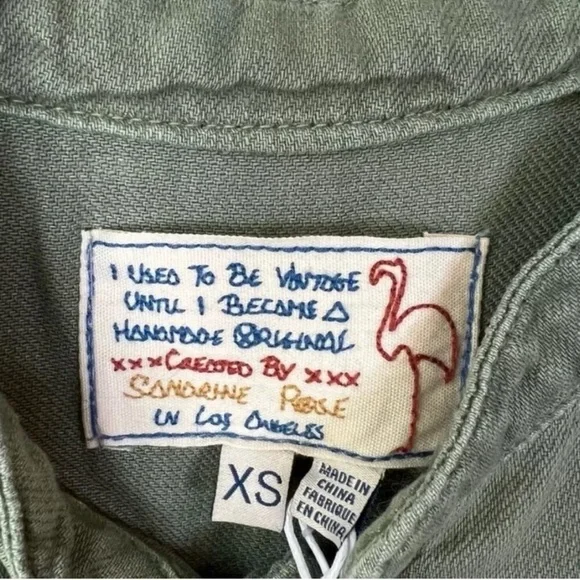 I USED TO BE VINTAGE
UNTIL I BECAME A
HANDMADE ORIGINAL
xxx CREATED BY xxx
SANDRINE ROSE
IN LOS ANGELES
XS
MADE IN
CHINA
FABRIQUE
EN CHINA